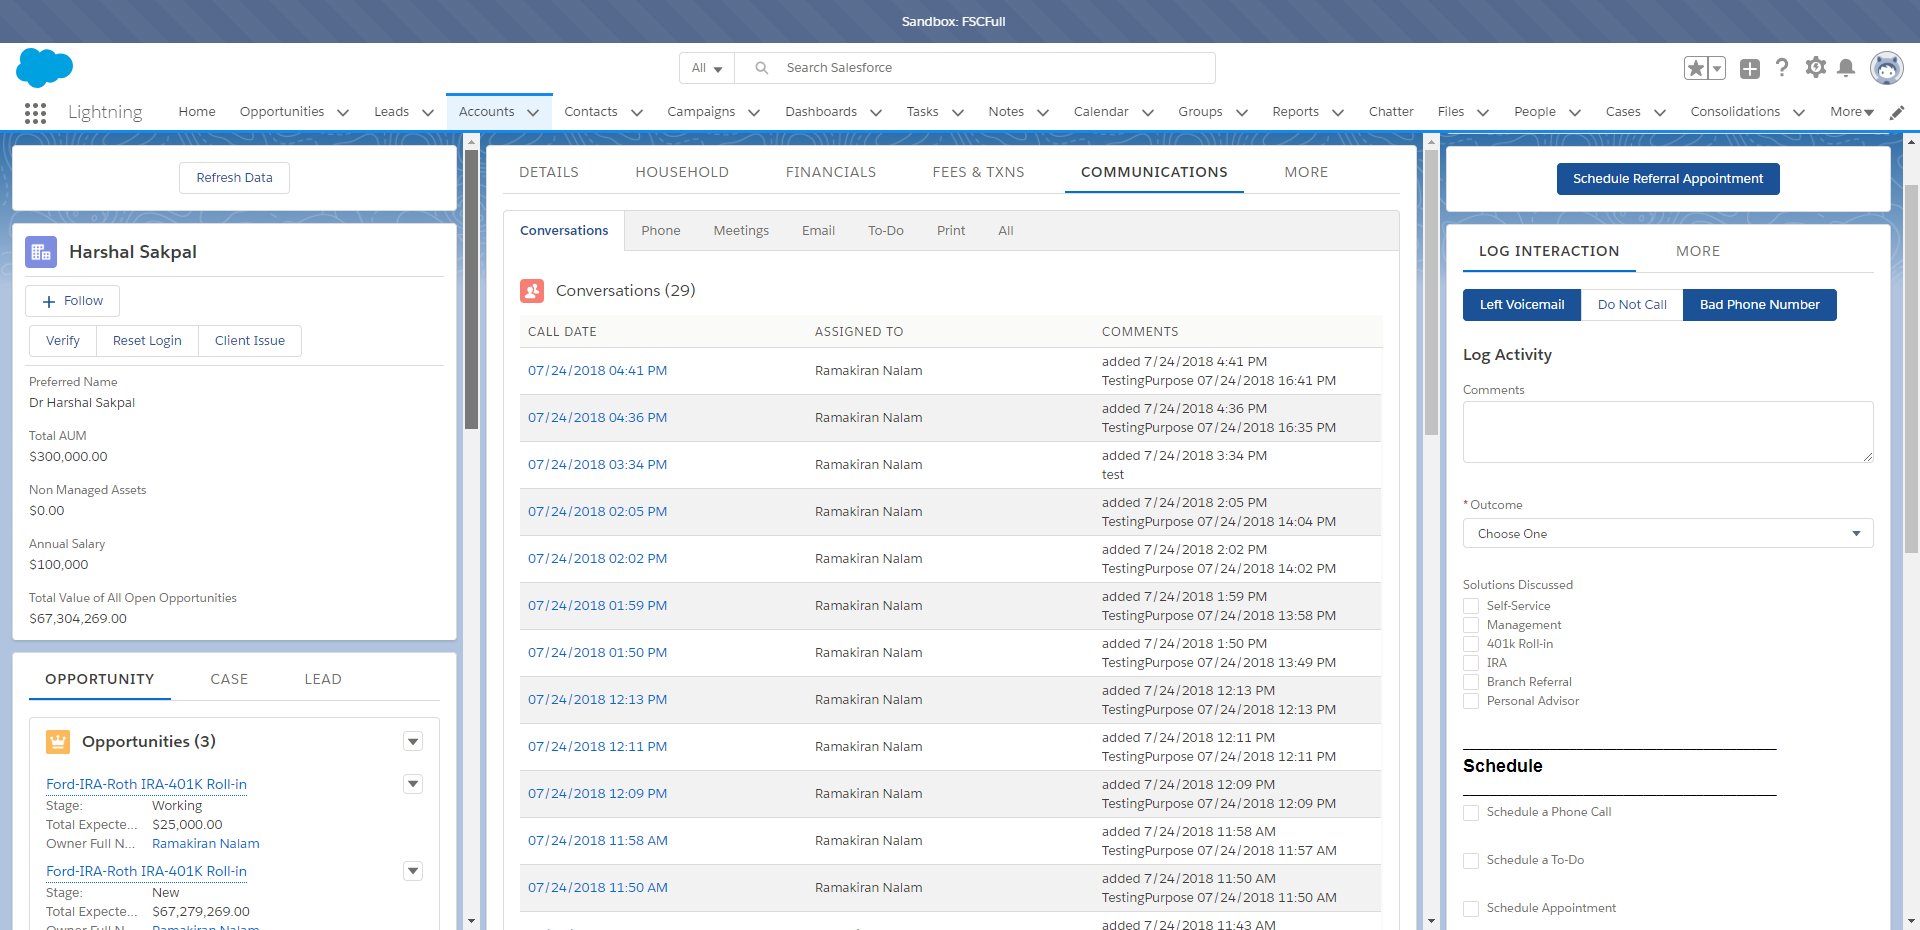 Sandbox: FSCFull
All
Search Salesforce
Lightning
Home
Opportunities
Leads
Accounts
Contacts
Campaigns
Dashboards
Tasks
Notes
Calendar
Groups
Reports
Chatter
Files
People
Cases
Consolidations
More
Refresh Data
Harshal Sakpal
Follow
Verify
Reset Login
Client Issue
Preferred Name
Dr Harshal Sakpal
Total AUM
$300,000.00
Non Managed Assets
$0.00
Annual Salary
$100,000
Total Value of All Open Opportunities
$67,304,269.00
OPPORTUNITY
CASE
LEAD
Opportunities (3)
Ford-IRA-Roth IRA-401K Roll-in
Stage: Working
Total Expecte... $25,000.00
Owner Full N... Ramakiran Nalam
Ford-IRA-Roth IRA-401K Roll-in
Stage: New
Total Expecte... $67,279,269.00
Owner Full N... Ramakiran Nalam
DETAILS
HOUSEHOLD
FINANCIALS
FEES & TXNS
COMMUNICATIONS
MORE
Conversations
Phone
Meetings
Email
To-Do
Print
All
Conversations (29)
CALL DATE ASSIGNED TO COMMENTS
07/24/2018 04:41 PM Ramakiran Nalam added 7/24/2018 4:41 PM
TestingPurpose 07/24/2018 16:41 PM
07/24/2018 04:36 PM Ramakiran Nalam added 7/24/2018 4:36 PM
TestingPurpose 07/24/2018 16:35 PM
07/24/2018 03:34 PM Ramakiran Nalam added 7/24/2018 3:34 PM
test
07/24/2018 02:05 PM Ramakiran Nalam added 7/24/2018 2:05 PM
TestingPurpose 07/24/2018 14:04 PM
07/24/2018 02:02 PM Ramakiran Nalam added 7/24/2018 2:02 PM
TestingPurpose 07/24/2018 14:02 PM
07/24/2018 01:59 PM Ramakiran Nalam added 7/24/2018 1:59 PM
TestingPurpose 07/24/2018 13:58 PM
07/24/2018 01:50 PM Ramakiran Nalam added 7/24/2018 1:50 PM
TestingPurpose 07/24/2018 13:49 PM
07/24/2018 12:13 PM Ramakiran Nalam added 7/24/2018 12:13 PM
TestingPurpose 07/24/2018 12:13 PM
07/24/2018 12:11 PM Ramakiran Nalam added 7/24/2018 12:11 PM
TestingPurpose 07/24/2018 12:11 PM
07/24/2018 12:09 PM Ramakiran Nalam added 7/24/2018 12:09 PM
TestingPurpose 07/24/2018 12:09 PM
07/24/2018 11:58 AM Ramakiran Nalam added 7/24/2018 11:58 AM
TestingPurpose 07/24/2018 11:57 AM
07/24/2018 11:50 AM Ramakiran Nalam added 7/24/2018 11:50 AM
TestingPurpose 07/24/2018 11:50 AM
added 7/24/2018 11:43 AM
Schedule Referral Appointment
LOG INTERACTION
MORE
Left Voicemail
Do Not Call
Bad Phone Number
Log Activity
Comments
* Outcome
Choose One
Solutions Discussed
Self-Service
Management
401k Roll-in
IRA
Branch Referral
Personal Advisor
Schedule
Schedule a Phone Call
Schedule a To-Do
Schedule Appointment